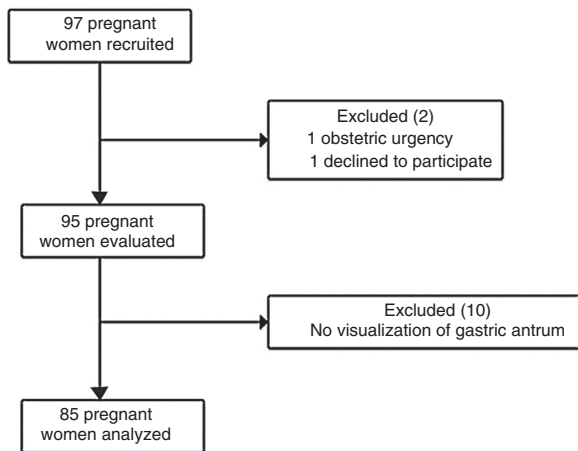 97 pregnant
women recruited
Excluded (2)
1 obstetric urgency
1 declined to participate
95 pregnant
women evaluated
Excluded (10)
No visualization of gastric antrum
85 pregnant
women analyzed